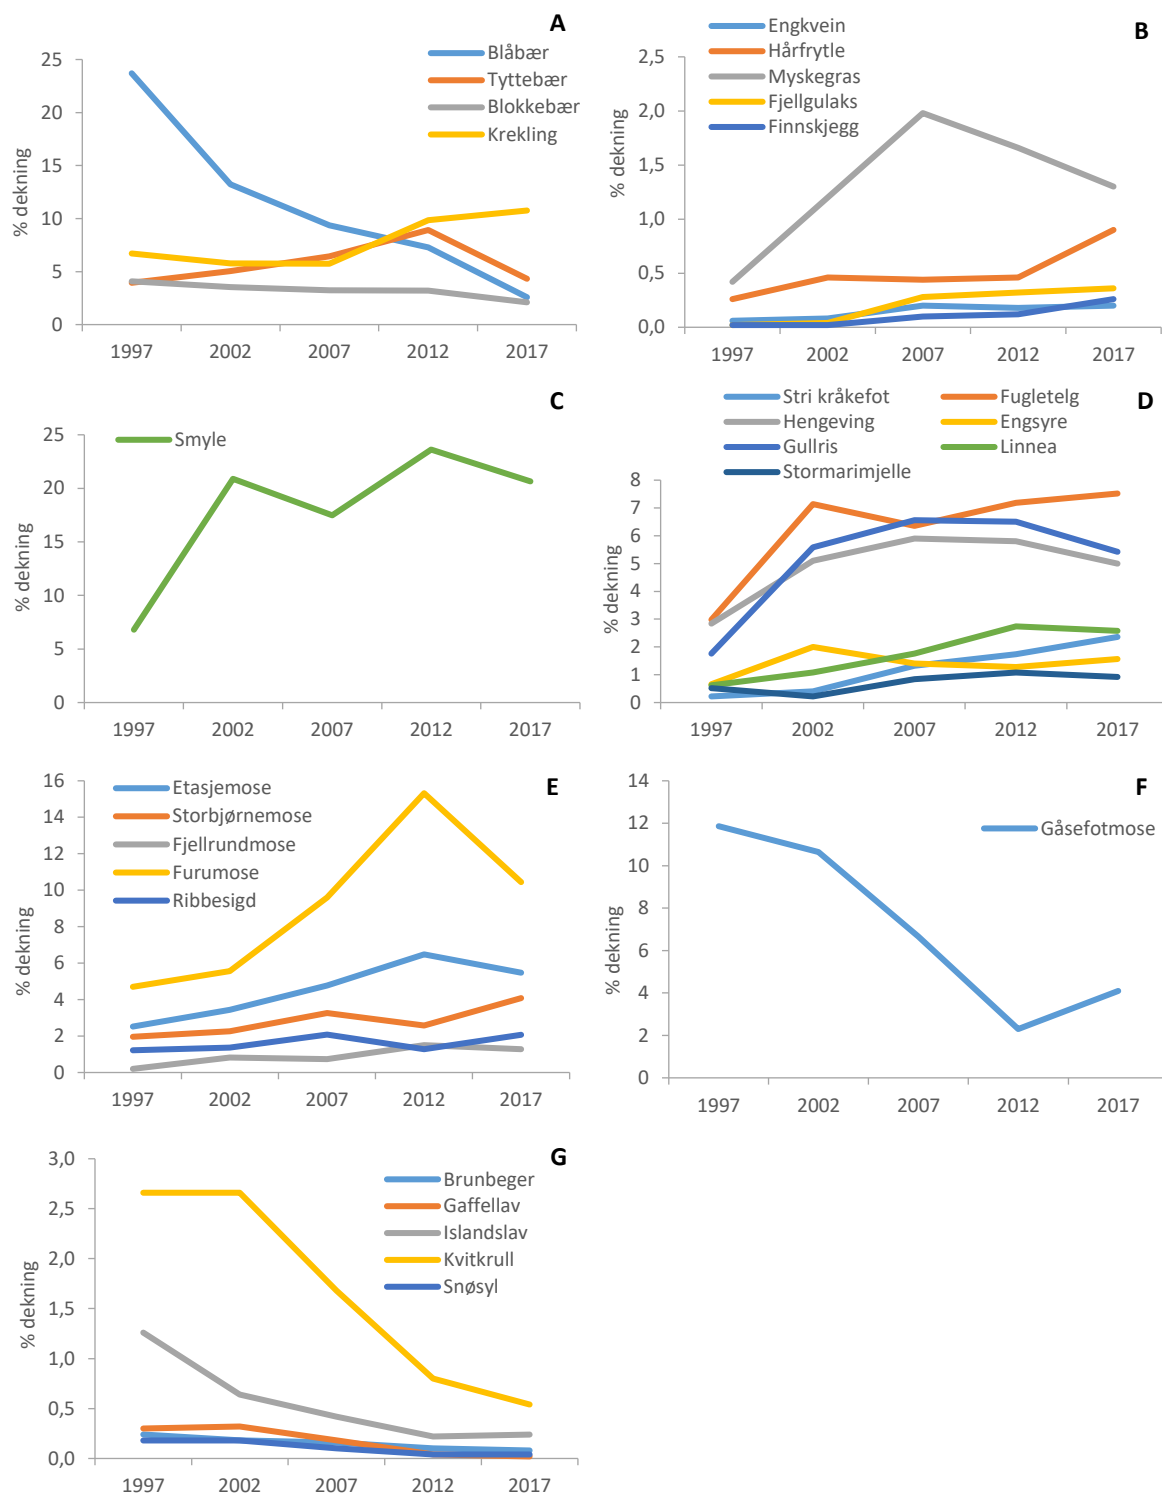 A
Blåbær
Tyttebær
Blokkebær
Krekling
25
20
15
10
5
0
% dekning
1997 2002 2007 2012 2017
B
Engkvein
Hårfrytle
Myskegras
Fjellgulaks
Finnskjegg
2,5
2,0
1,5
1,0
0,5
0,0
% dekning
1997 2002 2007 2012 2017
C
Smyle
25
20
15
10
5
0
% dekning
1997 2002 2007 2012 2017
D
Stri kråkefot Fugletelg
Hengeving Engsyre
Gullris Linnea
Stormarimjelle
8
7
6
5
4
3
2
1
0
% dekning
1997 2002 2007 2012 2017
E
Etasjemose
Storbjørnemose
Fjellrundmose
Furumose
Ribbesigd
16
14
12
10
8
6
4
2
0
% dekning
1997 2002 2007 2012 2017
F
Gåsefotmose
14
12
10
8
6
4
2
0
% dekning
1997 2002 2007 2012 2017
G
Brunbeger
Gaffellav
Islandslav
Kvitkrull
Snøsyl
3,0
2,5
2,0
1,5
1,0
0,5
0,0
% dekning
1997 2002 2007 2012 2017